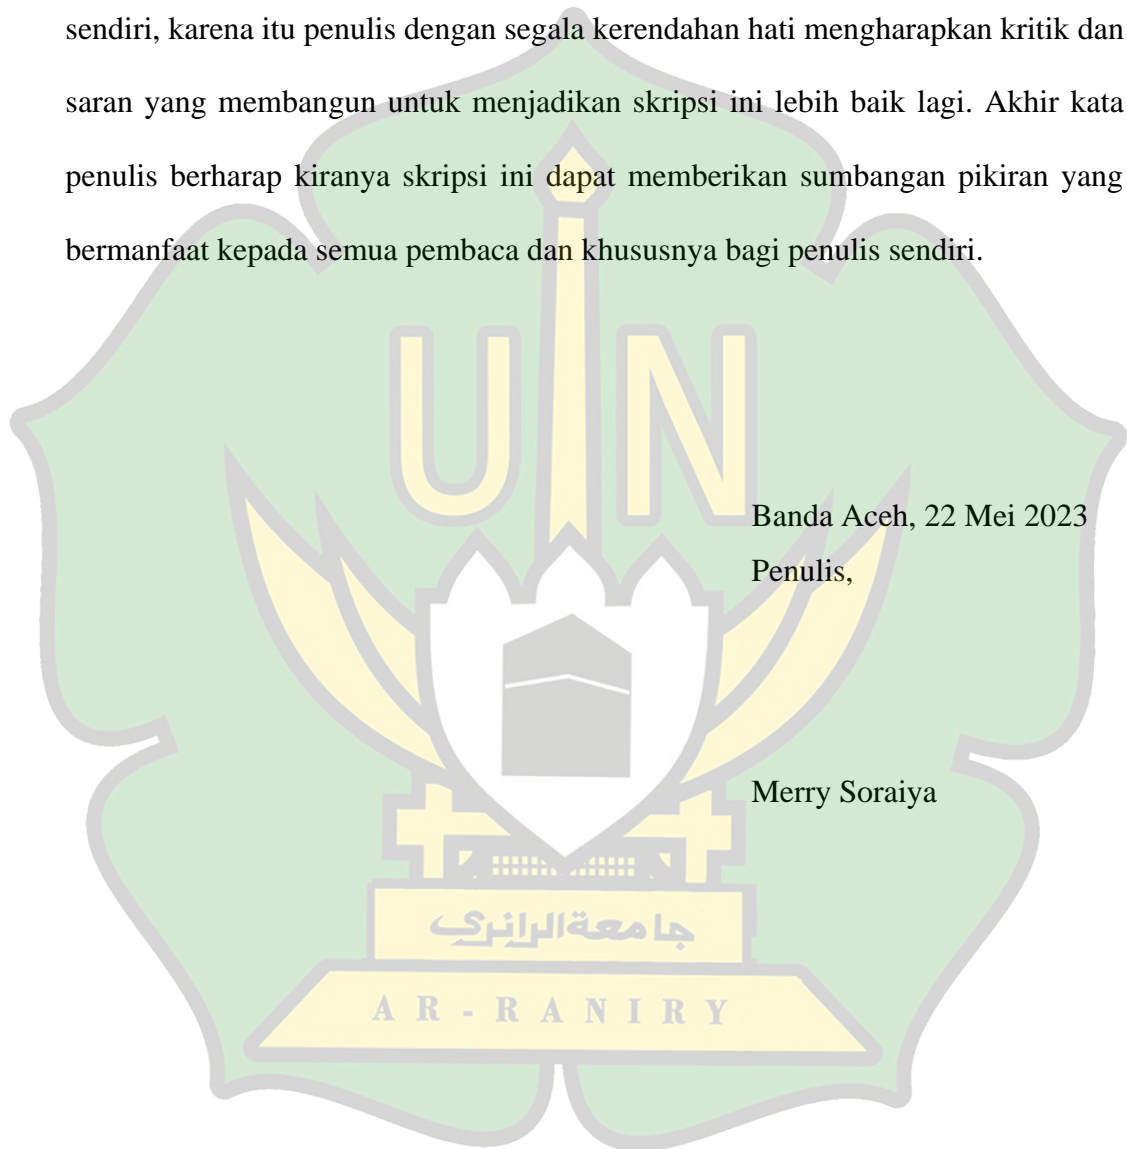 sendiri, karena itu penulis dengan segala kerendahan hati mengharapkan kritik dan
saran yang membangun untuk menjadikan skripsi ini lebih baik lagi. Akhir kata
penulis berharap kiranya skripsi ini dapat memberikan sumbangan pikiran yang
bermanfaat kepada semua pembaca dan khususnya bagi penulis sendiri.
UIN
Banda Aceh, 22 Mei 2023
Penulis,
Merry Soraiya
جامعة الرانري
AR-RANIRY